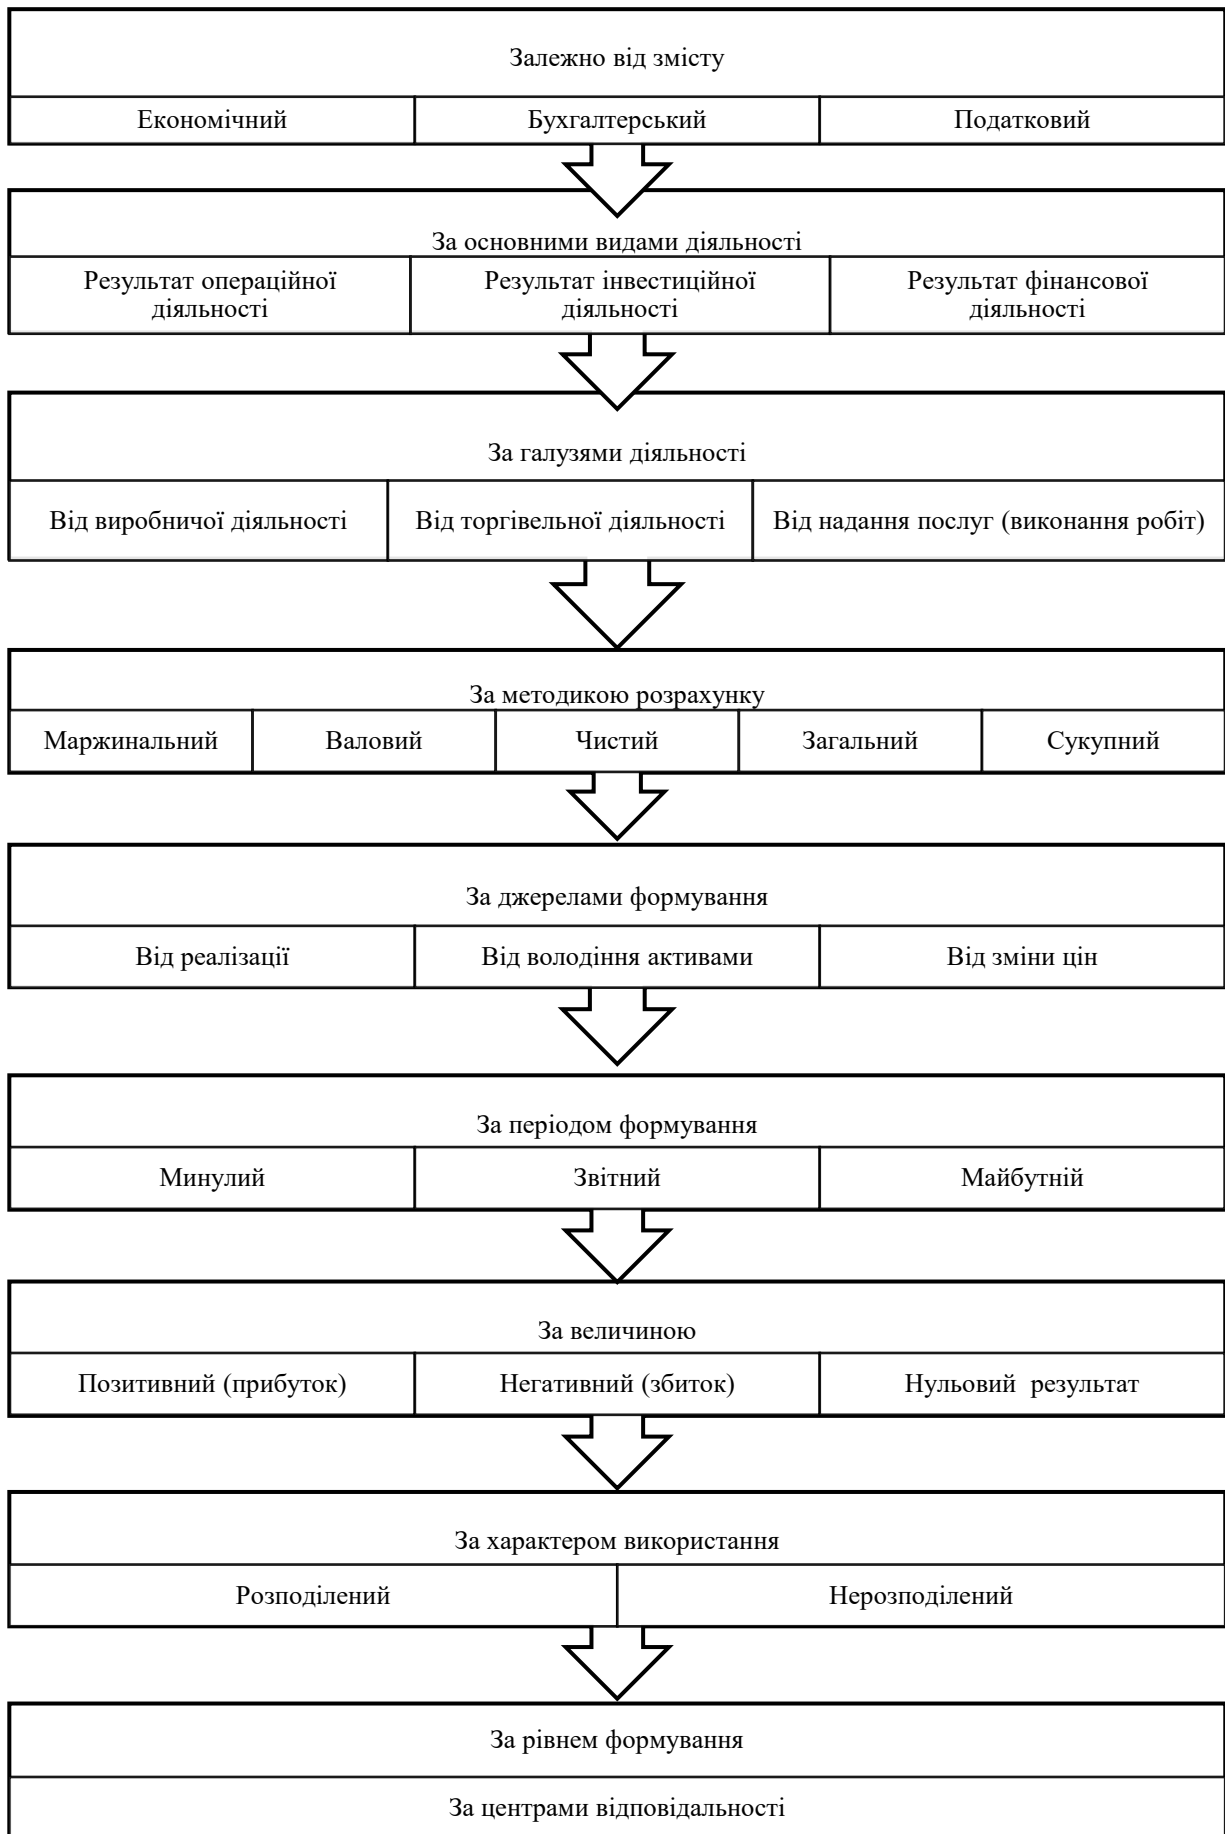 Залежно від змісту
Економічний
Бухгалтерський
Податковий
За основними видами діяльності
Результат операційної
діяльності
Результат інвестиційної
діяльності
Результат фінансової
діяльності
За галузями діяльності
Від виробничої діяльності
Від торгівельної діяльності
Від надання послуг (виконання робіт)
За методикою розрахунку
Маржинальний
Валовий
Чистий
Загальний
Сукупний
За джерелами формування
Від реалізації
Від володіння активами
Від зміни цін
За періодом формування
Минулий
Звітний
Майбутній
За величиною
Позитивний (прибуток)
Негативний (збиток)
Нульовий  результат
За характером використання
Розподілений
Нерозподілений
За рівнем формування
За центрами відповідальності